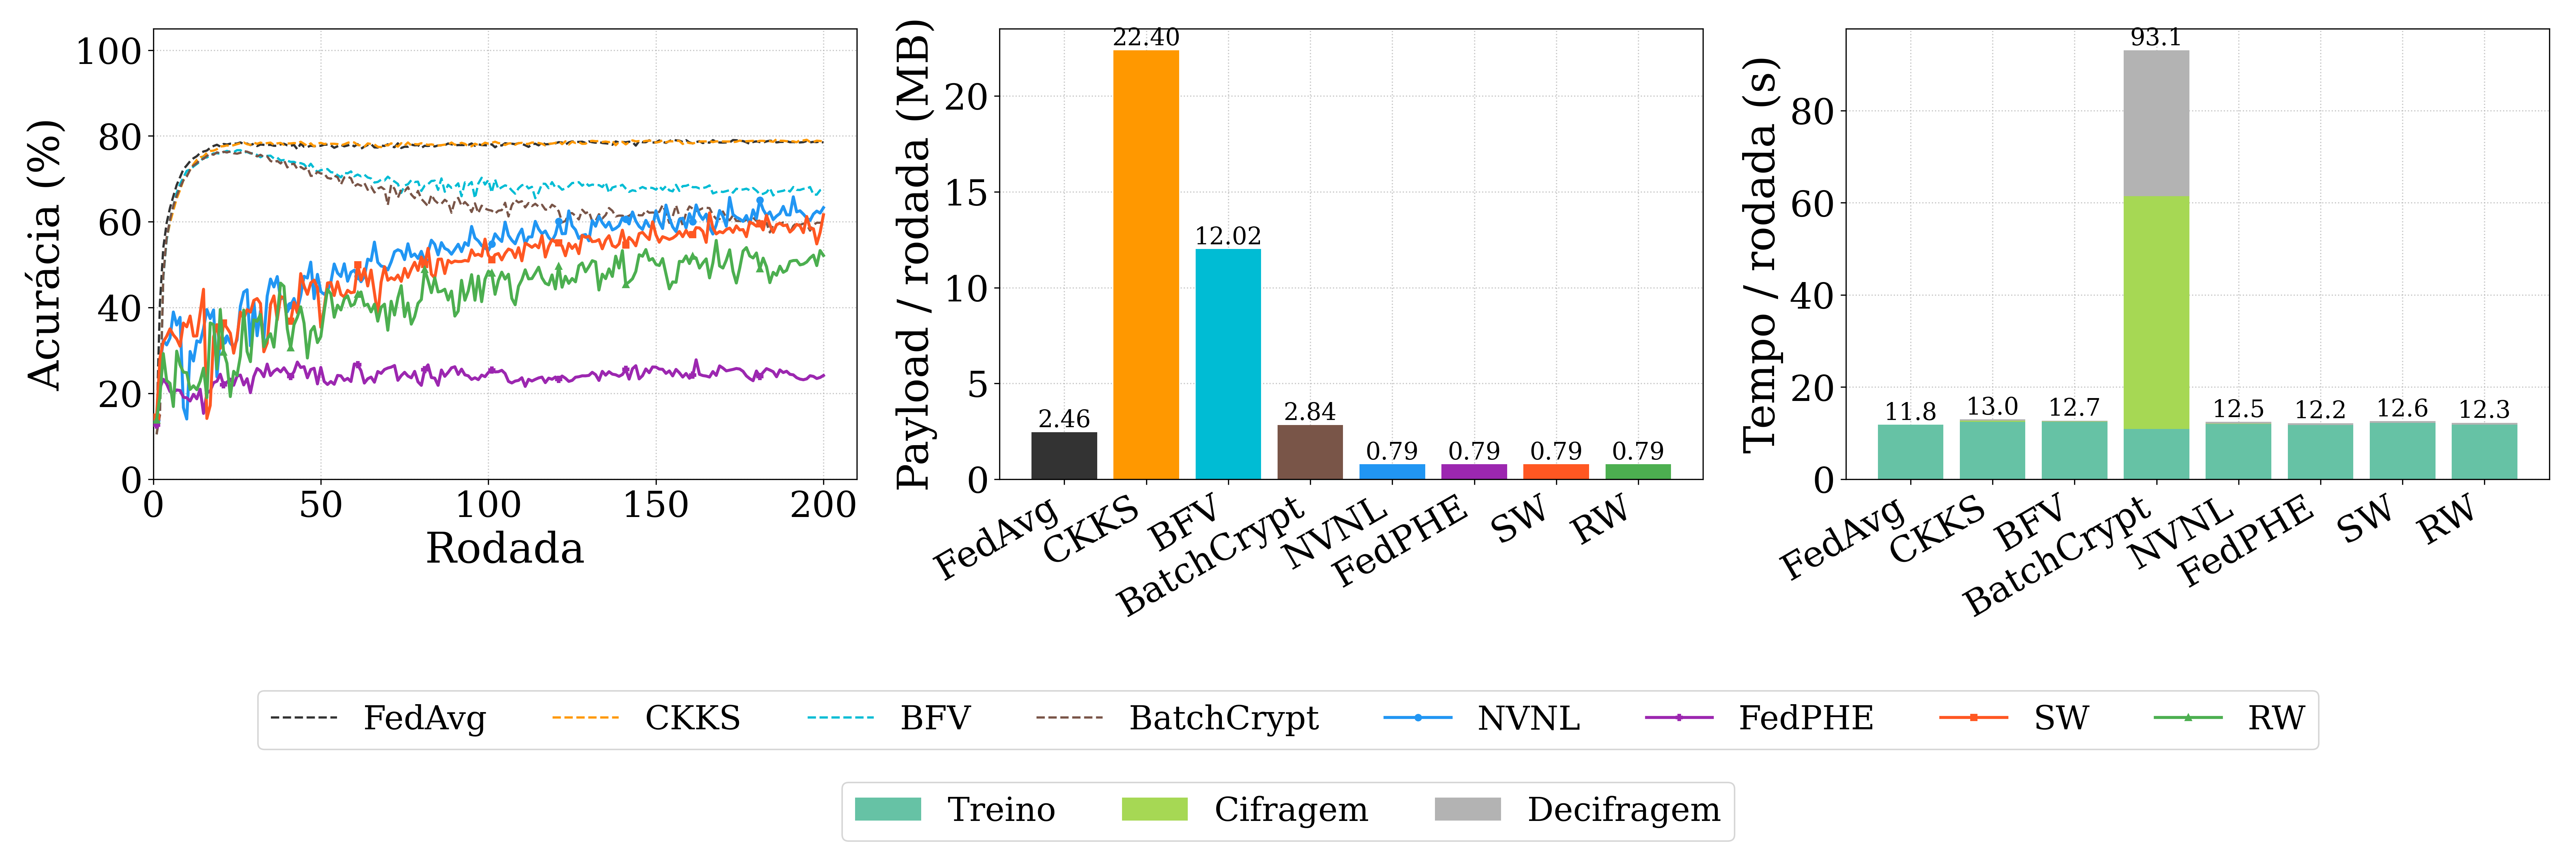 Acurácia (%)
100
80
60
40
20
0
0 50 100 150 200
Rodada
Payload / rodada (MB)
20
15
10
5
0
2.46
22.40
12.02
2.84
0.79
0.79
0.79
0.79
FedAvg
CKKS
BFV
BatchCrypt
NVNL
FedPHE
SW
RW
Tempo / rodada (s)
80
60
40
20
0
11.8
13.0
12.7
93.1
12.5
12.2
12.6
12.3
FedAvg
CKKS
BFV
BatchCrypt
NVNL
FedPHE
SW
RW
FedAvg CKKS BFV BatchCrypt NVNL FedPHE SW RW
Treino Cifragem Decifragem